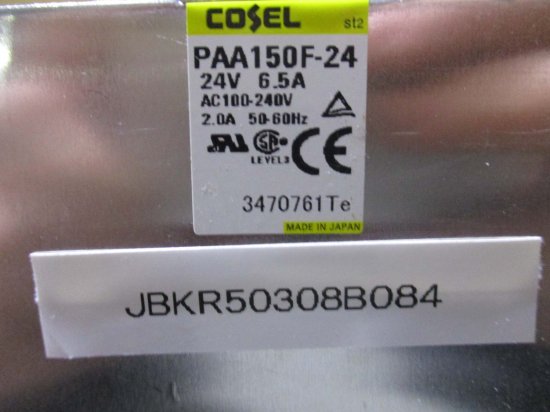 COSEL
st2
PAA150F-24
24V 6.5A
AC100-240V
2.0A 50-60Hz
LEVEL3
3470761Te
MADE IN JAPAN
JBKR50308B084